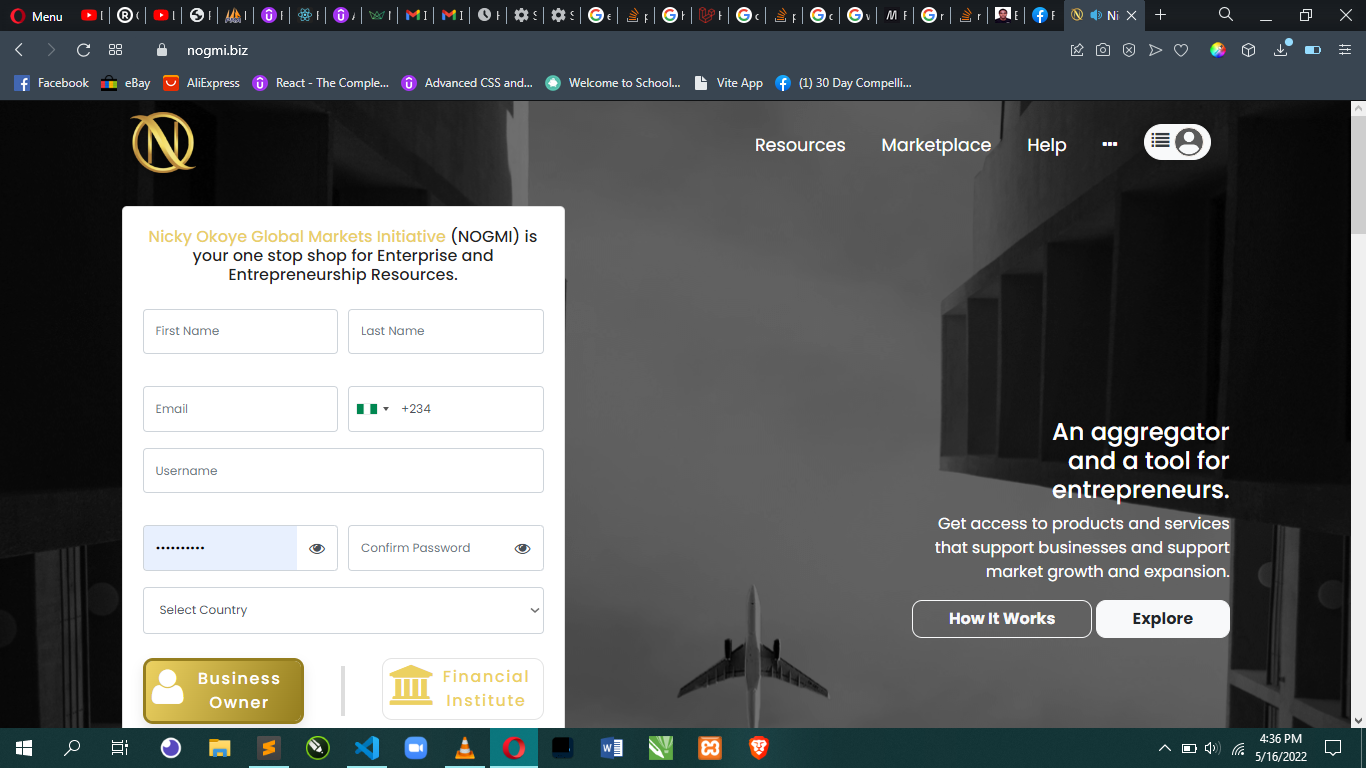 Menu
nogmi.biz
Facebook
eBay
AliExpress
React - The Comple...
Advanced CSS and...
Welcome to School...
Vite App
(1) 30 Day Compelli...
N
Resources
Marketplace
Help
Nicky Okoye Global Markets Initiative (NOGMI) is
your one stop shop for Enterprise and
Entrepreneurship Resources.
First Name
Last Name
Email
+234
Username
Confirm Password
Select Country
Business
Owner
Financial
Institute
An aggregator
and a tool for
entrepreneurs.
Get access to products and services
that support businesses and support
market growth and expansion.
How It Works
Explore
4:36 PM
5/16/2022